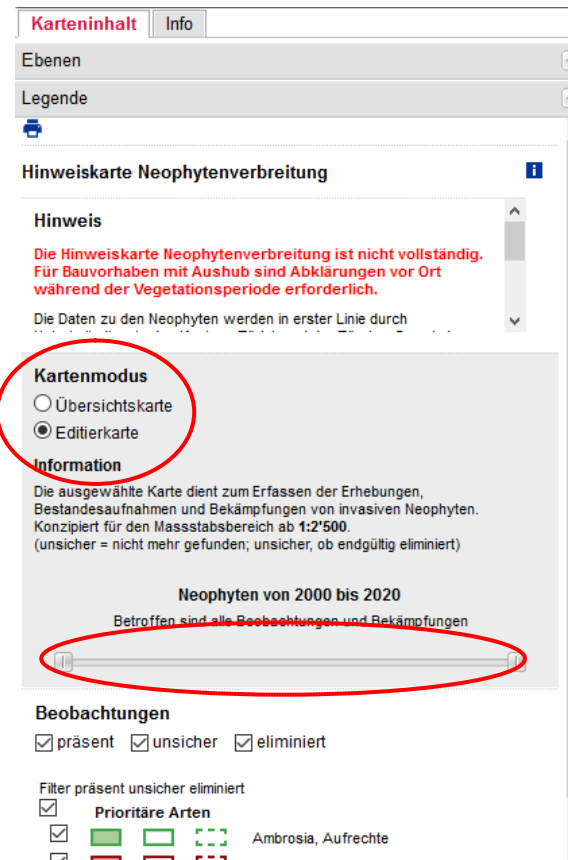 Karteninhalt Info
Ebenen
Legende
Hinweiskarte Neophytenverbreitung
Hinweis
Die Hinweiskarte Neophytenverbreitung ist nicht vollständig.
Für Bauvorhaben mit Aushub sind Abklärungen vor Ort
während der Vegetationsperiode erforderlich.
Die Daten zu den Neophyten werden in erster Linie durch
Kartenmodus
Übersichtskarte
Editierkarte
Information
Die ausgewählte Karte dient zum Erfassen der Erhebungen,
Bestandesaufnahmen und Bekämpfungen von invasiven Neophyten.
Konzipiert für den Massstabsbereich ab 1:2'500.
(unsicher = nicht mehr gefunden; unsicher, ob endgültig eliminiert)
Neophyten von 2000 bis 2020
Betroffen sind alle Beobachtungen und Bekämpfungen
Beobachtungen
präsent unsicher eliminiert
Filter präsent unsicher eliminiert
Prioritäre Arten
Ambrosia, Aufrechte